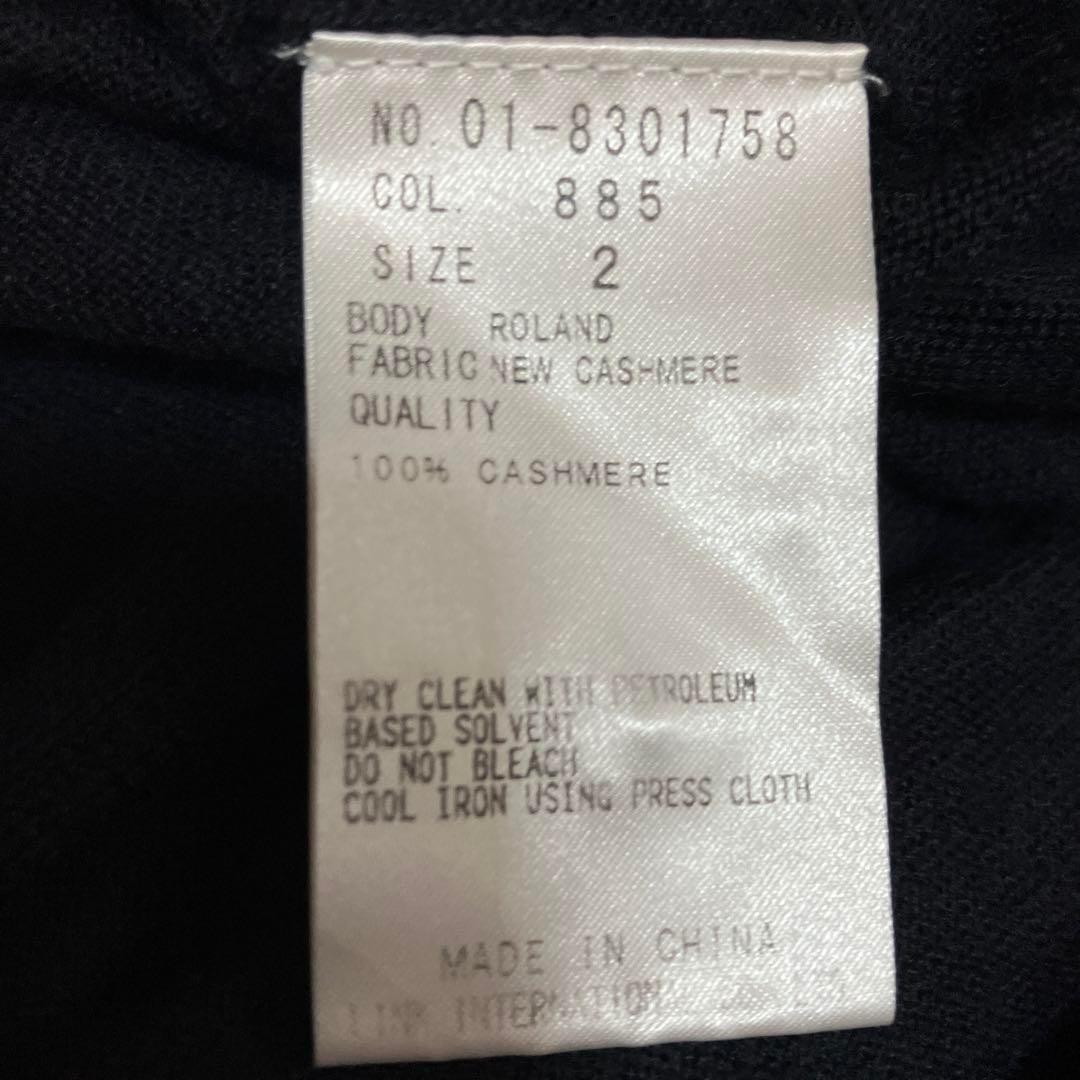 NO. 01-8301758
COL. 885
SIZE 2
BODY ROLAND
FABRIC NEW CASHMERE
QUALITY
100% CASHMERE
DRY CLEAN WITH PETROLEUM
BASED SOLVENT
DO NOT BLEACH
COOL IRON USING PRESS CLOTH
MADE IN CHINA
INTERNATIONAL